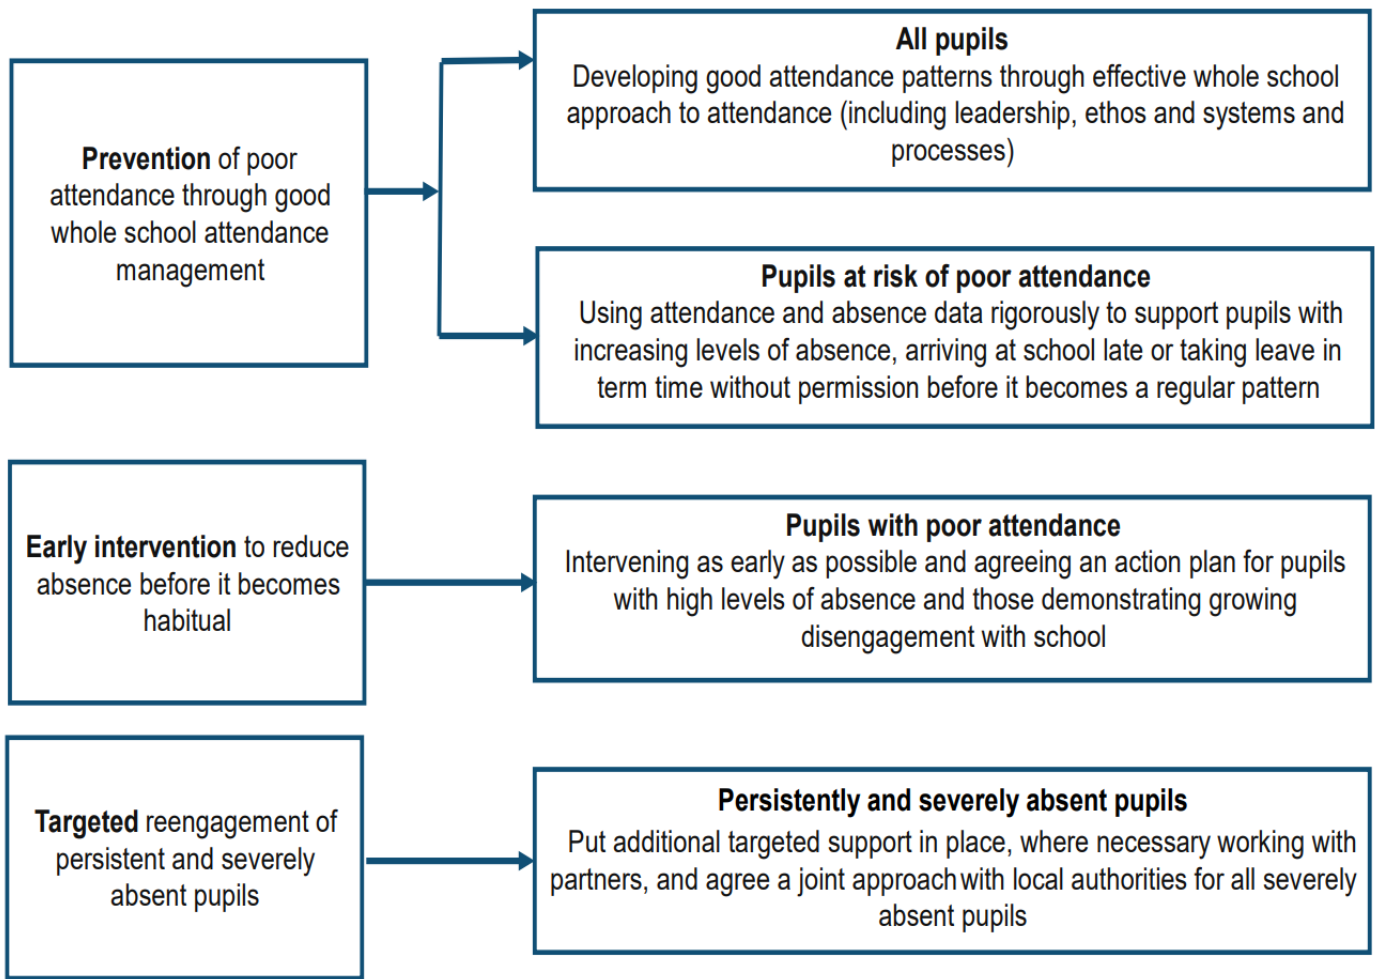 Prevention of poor
attendance through good
whole school attendance
management
All pupils
Developing good attendance patterns through effective whole school
approach to attendance (including leadership, ethos and systems and
processes)
Pupils at risk of poor attendance
Using attendance and absence data rigorously to support pupils with
increasing levels of absence, arriving at school late or taking leave in
term time without permission before it becomes a regular pattern
Early intervention to reduce
absence before it becomes
habitual
Pupils with poor attendance
Intervening as early as possible and agreeing an action plan for pupils
with high levels of absence and those demonstrating growing
disengagement with school
Targeted reengagement of
persistent and severely
absent pupils
Persistently and severely absent pupils
Put additional targeted support in place, where necessary working with
partners, and agree a joint approach with local authorities for all severely
absent pupils